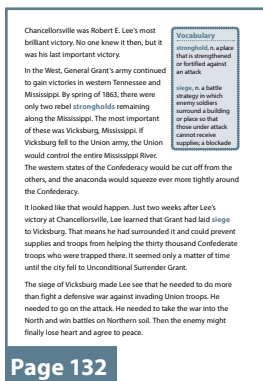 Chancellorsville was Robert E. Lee's most
brilliant victory. No one knew it then, but it
was his last important victory.
In the West, General Grant's army continued
to gain victories in western Tennessee and
Mississippi. By spring of 1863, there were
only two rebel strongholds remaining
along the Mississippi. The most important
of these was Vicksburg, Mississippi. If
Vicksburg fell to the Union army, the Union
would control the entire Mississippi River.
The western states of the Confederacy would be cut off from the
others, and the anaconda would squeeze ever more tightly around
the Confederacy.
Vocabulary
stronghold, n. a place
that is strengthened
or fortified against
an attack
siege, n. a battle
strategy in which
enemy soldiers
surround a building
or place so that
those under attack
cannot receive
supplies; a blockade
It looked like that would happen. Just two weeks after Lee's
victory at Chancellorsville, Lee learned that Grant had laid siege
to Vicksburg. That means he had surrounded it and could prevent
supplies and troops from helping the thirty thousand Confederate
troops who were trapped there. It seemed only a matter of time
until the city fell to Unconditional Surrender Grant.
The siege of Vicksburg made Lee see that he needed to do more
than fight a defensive war against invading Union troops. He
needed to go on the attack. He needed to take the war into the
North and win battles on Northern soil. Then the enemy might
finally lose heart and agree to peace.
Page 132